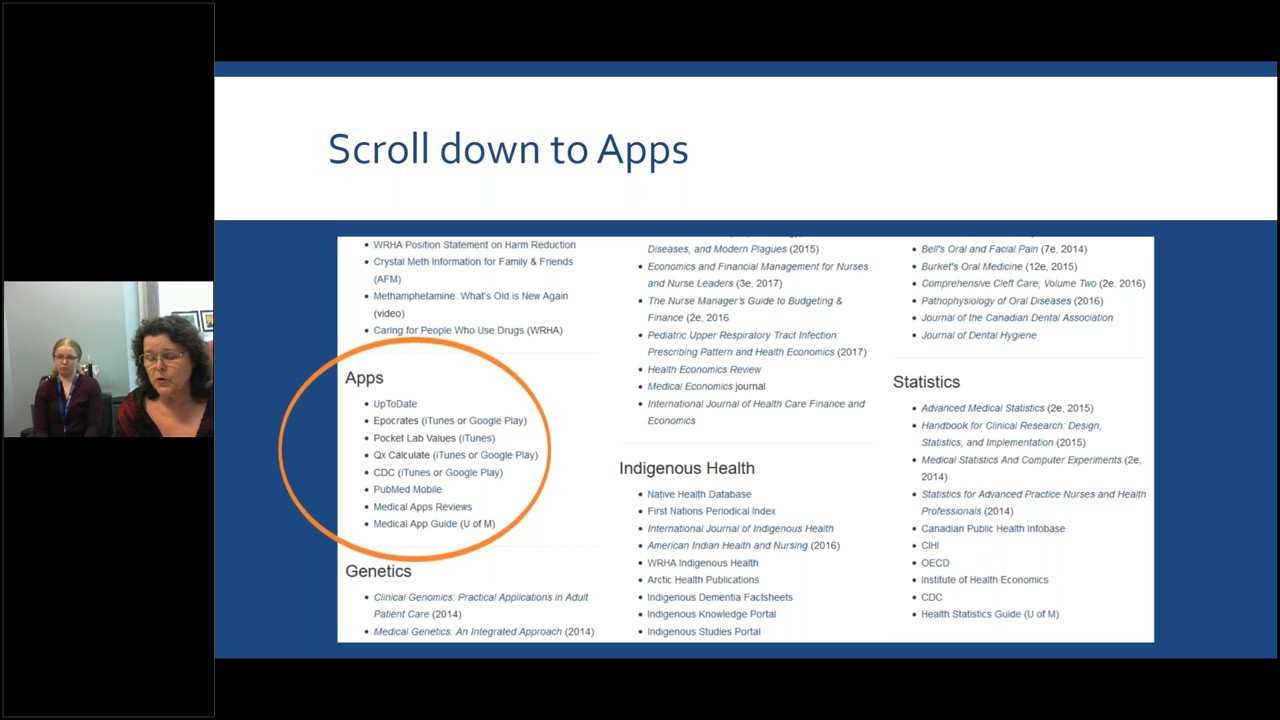 Scroll down to Apps
WRHA Position Statement on Harm Reduction
Crystal Meth Information for Family & Friends
(AFM)
Methamphetamine: What's Old is New Again
(video)
Caring for People Who Use Drugs (WRHA)
Apps
UpToDate
Epocrates (iTunes or Google Play)
Pocket Lab Values (iTunes)
Qx Calculate (iTunes or Google Play)
CDC (iTunes or Google Play)
PubMed Mobile
Medical Apps Reviews
Medical App Guide (U of M)
Genetics
Clinical Genomics: Practical Applications in Adult
Patient Care (2014)
Medical Genetics: An Integrated Approach (2014)
Diseases, and Modern Plagues (2015)
Economics and Financial Management for Nurses
and Nurse Leaders (3e, 2017)
The Nurse Manager's Guide to Budgeting &
Finance (2e, 2016
Pediatric Upper Respiratory Tract Infection:
Prescribing Pattern and Health Economics (2017)
Health Economics Review
Medical Economics journal
International Journal of Health Care Finance and
Economics
Indigenous Health
Native Health Database
First Nations Periodical Index
International Journal of Indigenous Health
American Indian Health and Nursing (2016)
WRHA Indigenous Health
Arctic Health Publications
Indigenous Dementia Factsheets
Indigenous Knowledge Portal
Indigenous Studies Portal
Bell's Oral and Facial Pain (7e, 2014)
Burket's Oral Medicine (12e, 2015)
Comprehensive Cleft Care, Volume Two (2e, 2016)
Pathophysiology of Oral Diseases (2016)
Journal of the Canadian Dental Association
Journal of Dental Hygiene
Statistics
Advanced Medical Statistics (2e, 2015)
Handbook for Clinical Research: Design,
Statistics, and Implementation (2015)
Medical Statistics And Computer Experiments (2e,
2014)
Statistics for Advanced Practice Nurses and Health
Professionals (2014)
Canadian Public Health Infobase
CIHI
OECD
Institute of Health Economics
CDC
Health Statistics Guide (U of M)